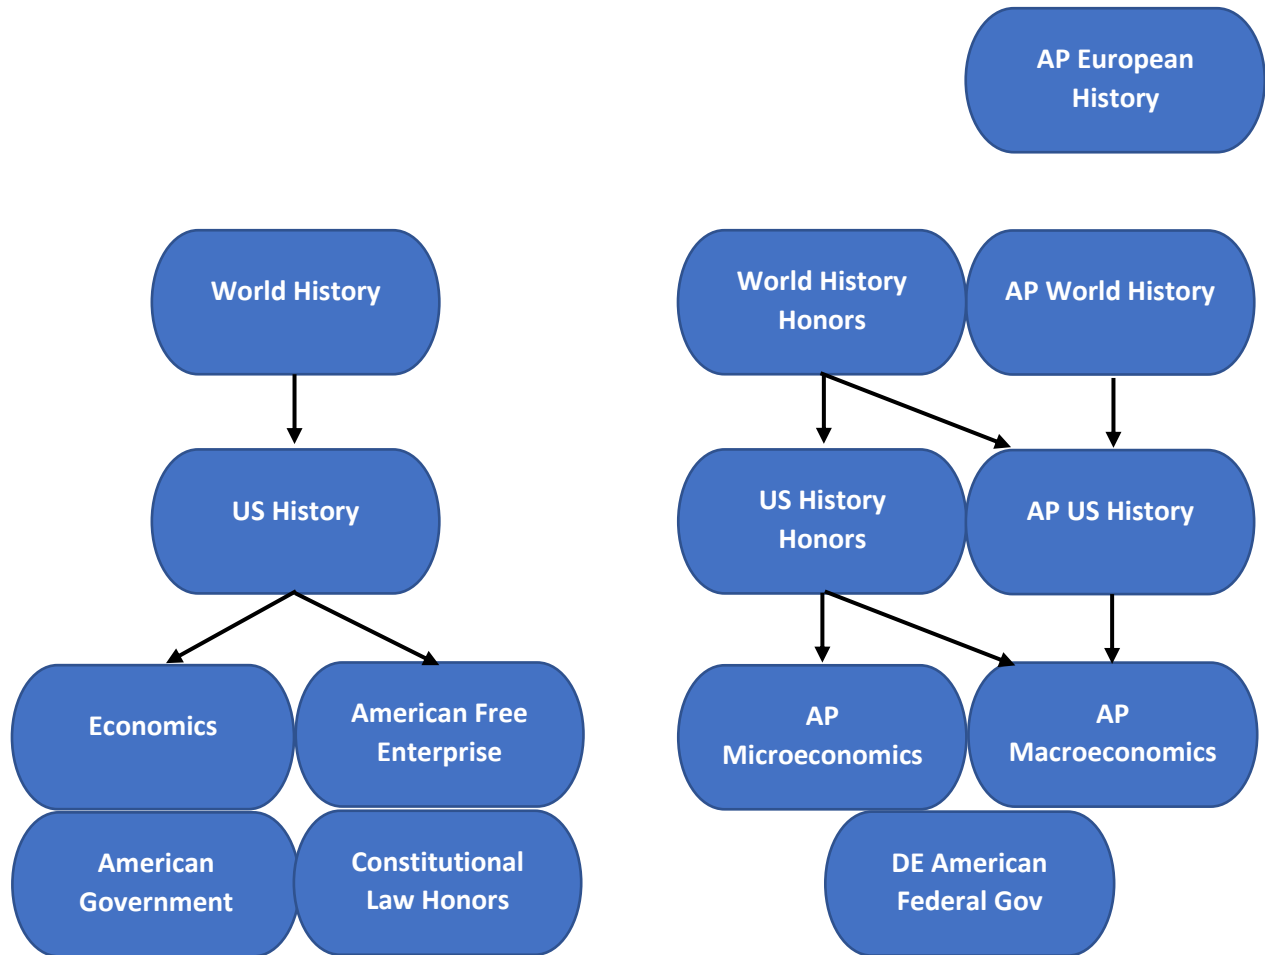 AP European
History
World History
World History
Honors
AP World History
US History
US History
Honors
AP US History
Economics
American Free
Enterprise
AP
Microeconomics
AP
Macroeconomics
American
Government
Constitutional
Law Honors
DE American
Federal Gov